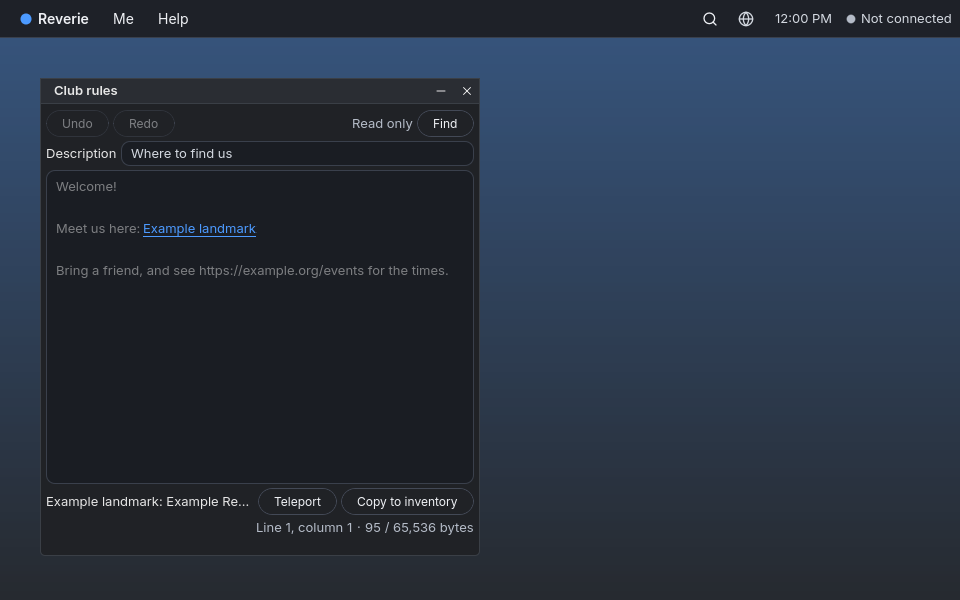 Reverie Me Help 12:00 PM Not connected
Club rules
Undo Redo Read only Find
Description Where to find us
Welcome!
Meet us here: Example landmark
Bring a friend, and see https://example.org/events for the times.
Example landmark: Example Re... Teleport Copy to inventory
Line 1, column 1 · 95 / 65,536 bytes